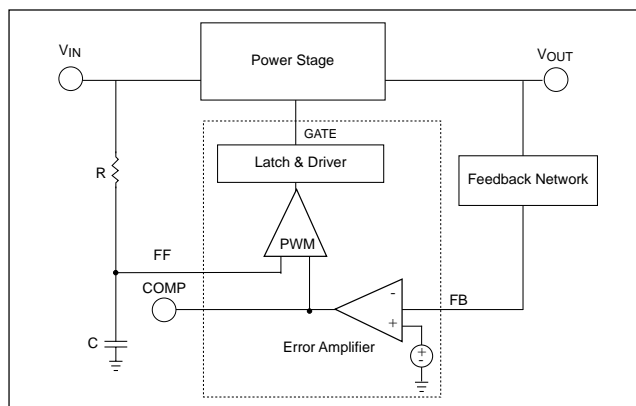 VIN
Power Stage
VOUT
GATE
Latch & Driver
Feedback Network
R
PWM
FF
COMP
FB
-
+
C
Error Amplifier
+
-